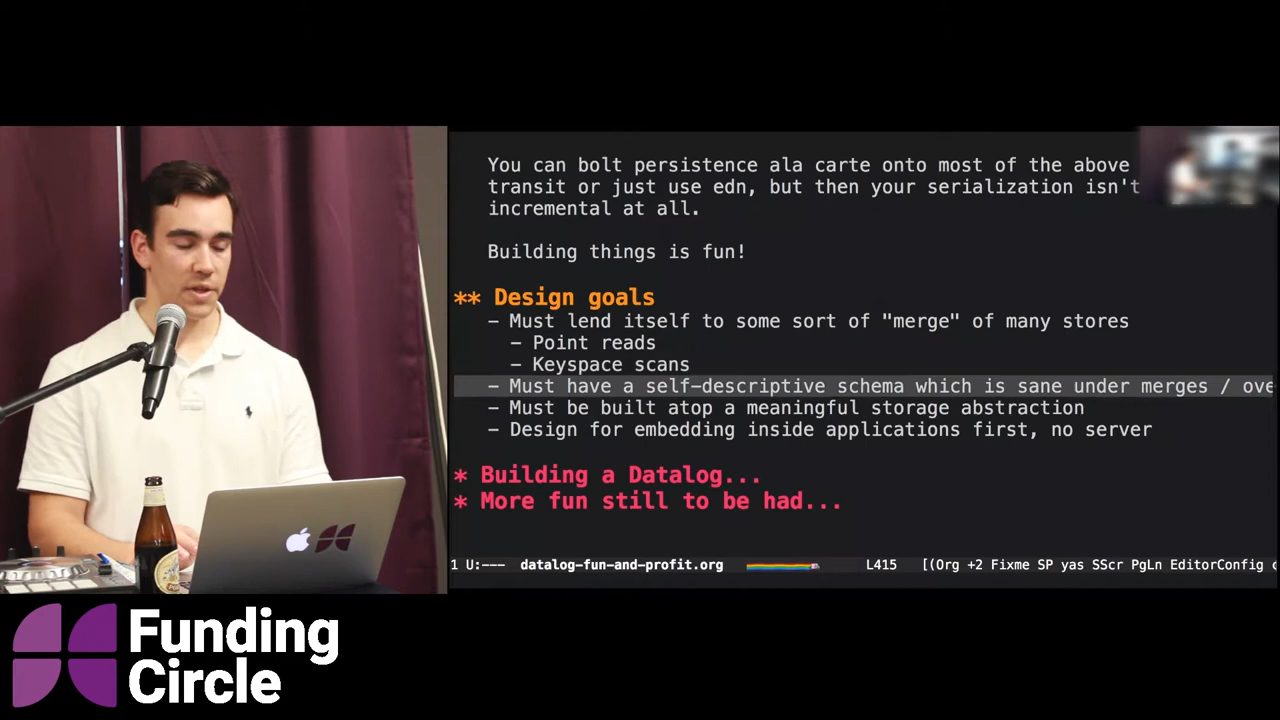 You can bolt persistence ala carte onto most of the above
transit or just use edn, but then your serialization isn't
incremental at all.
Building things is fun!
** Design goals
- Must lend itself to some sort of "merge" of many stores
- Point reads
- Keyspace scans
- Must have a self-descriptive schema which is sane under merges / ove
- Must be built atop a meaningful storage abstraction
- Design for embedding inside applications first, no server
* Building a Datalog...
* More fun still to be had...
1 U:--- datalog-fun-and-profit.org L415 [(Org +2 Fixme SP yas SScr PgLn EditorConfig
Funding
Circle